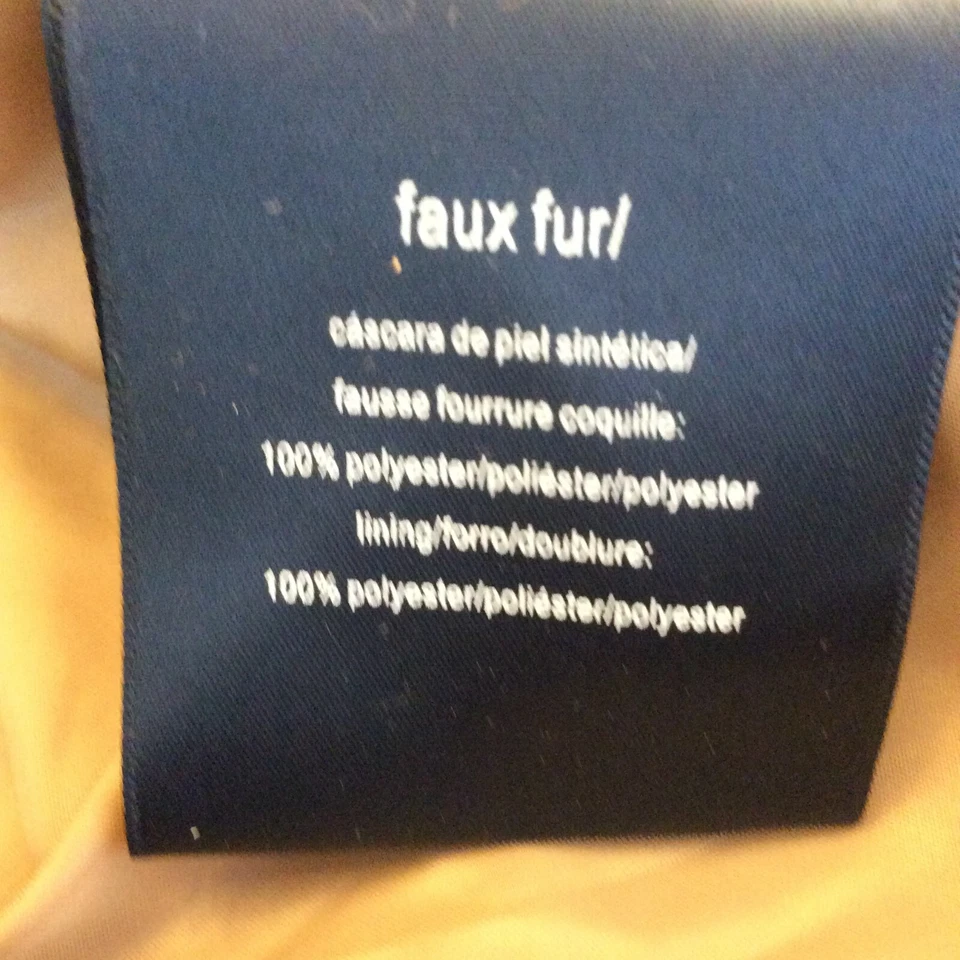 faux fur/
cáscara de piel sintética/
fausse fourrure coquille:
100% polyester/poliéster/polyester
lining/forro/doublure:
100% polyester/poliéster/polyester